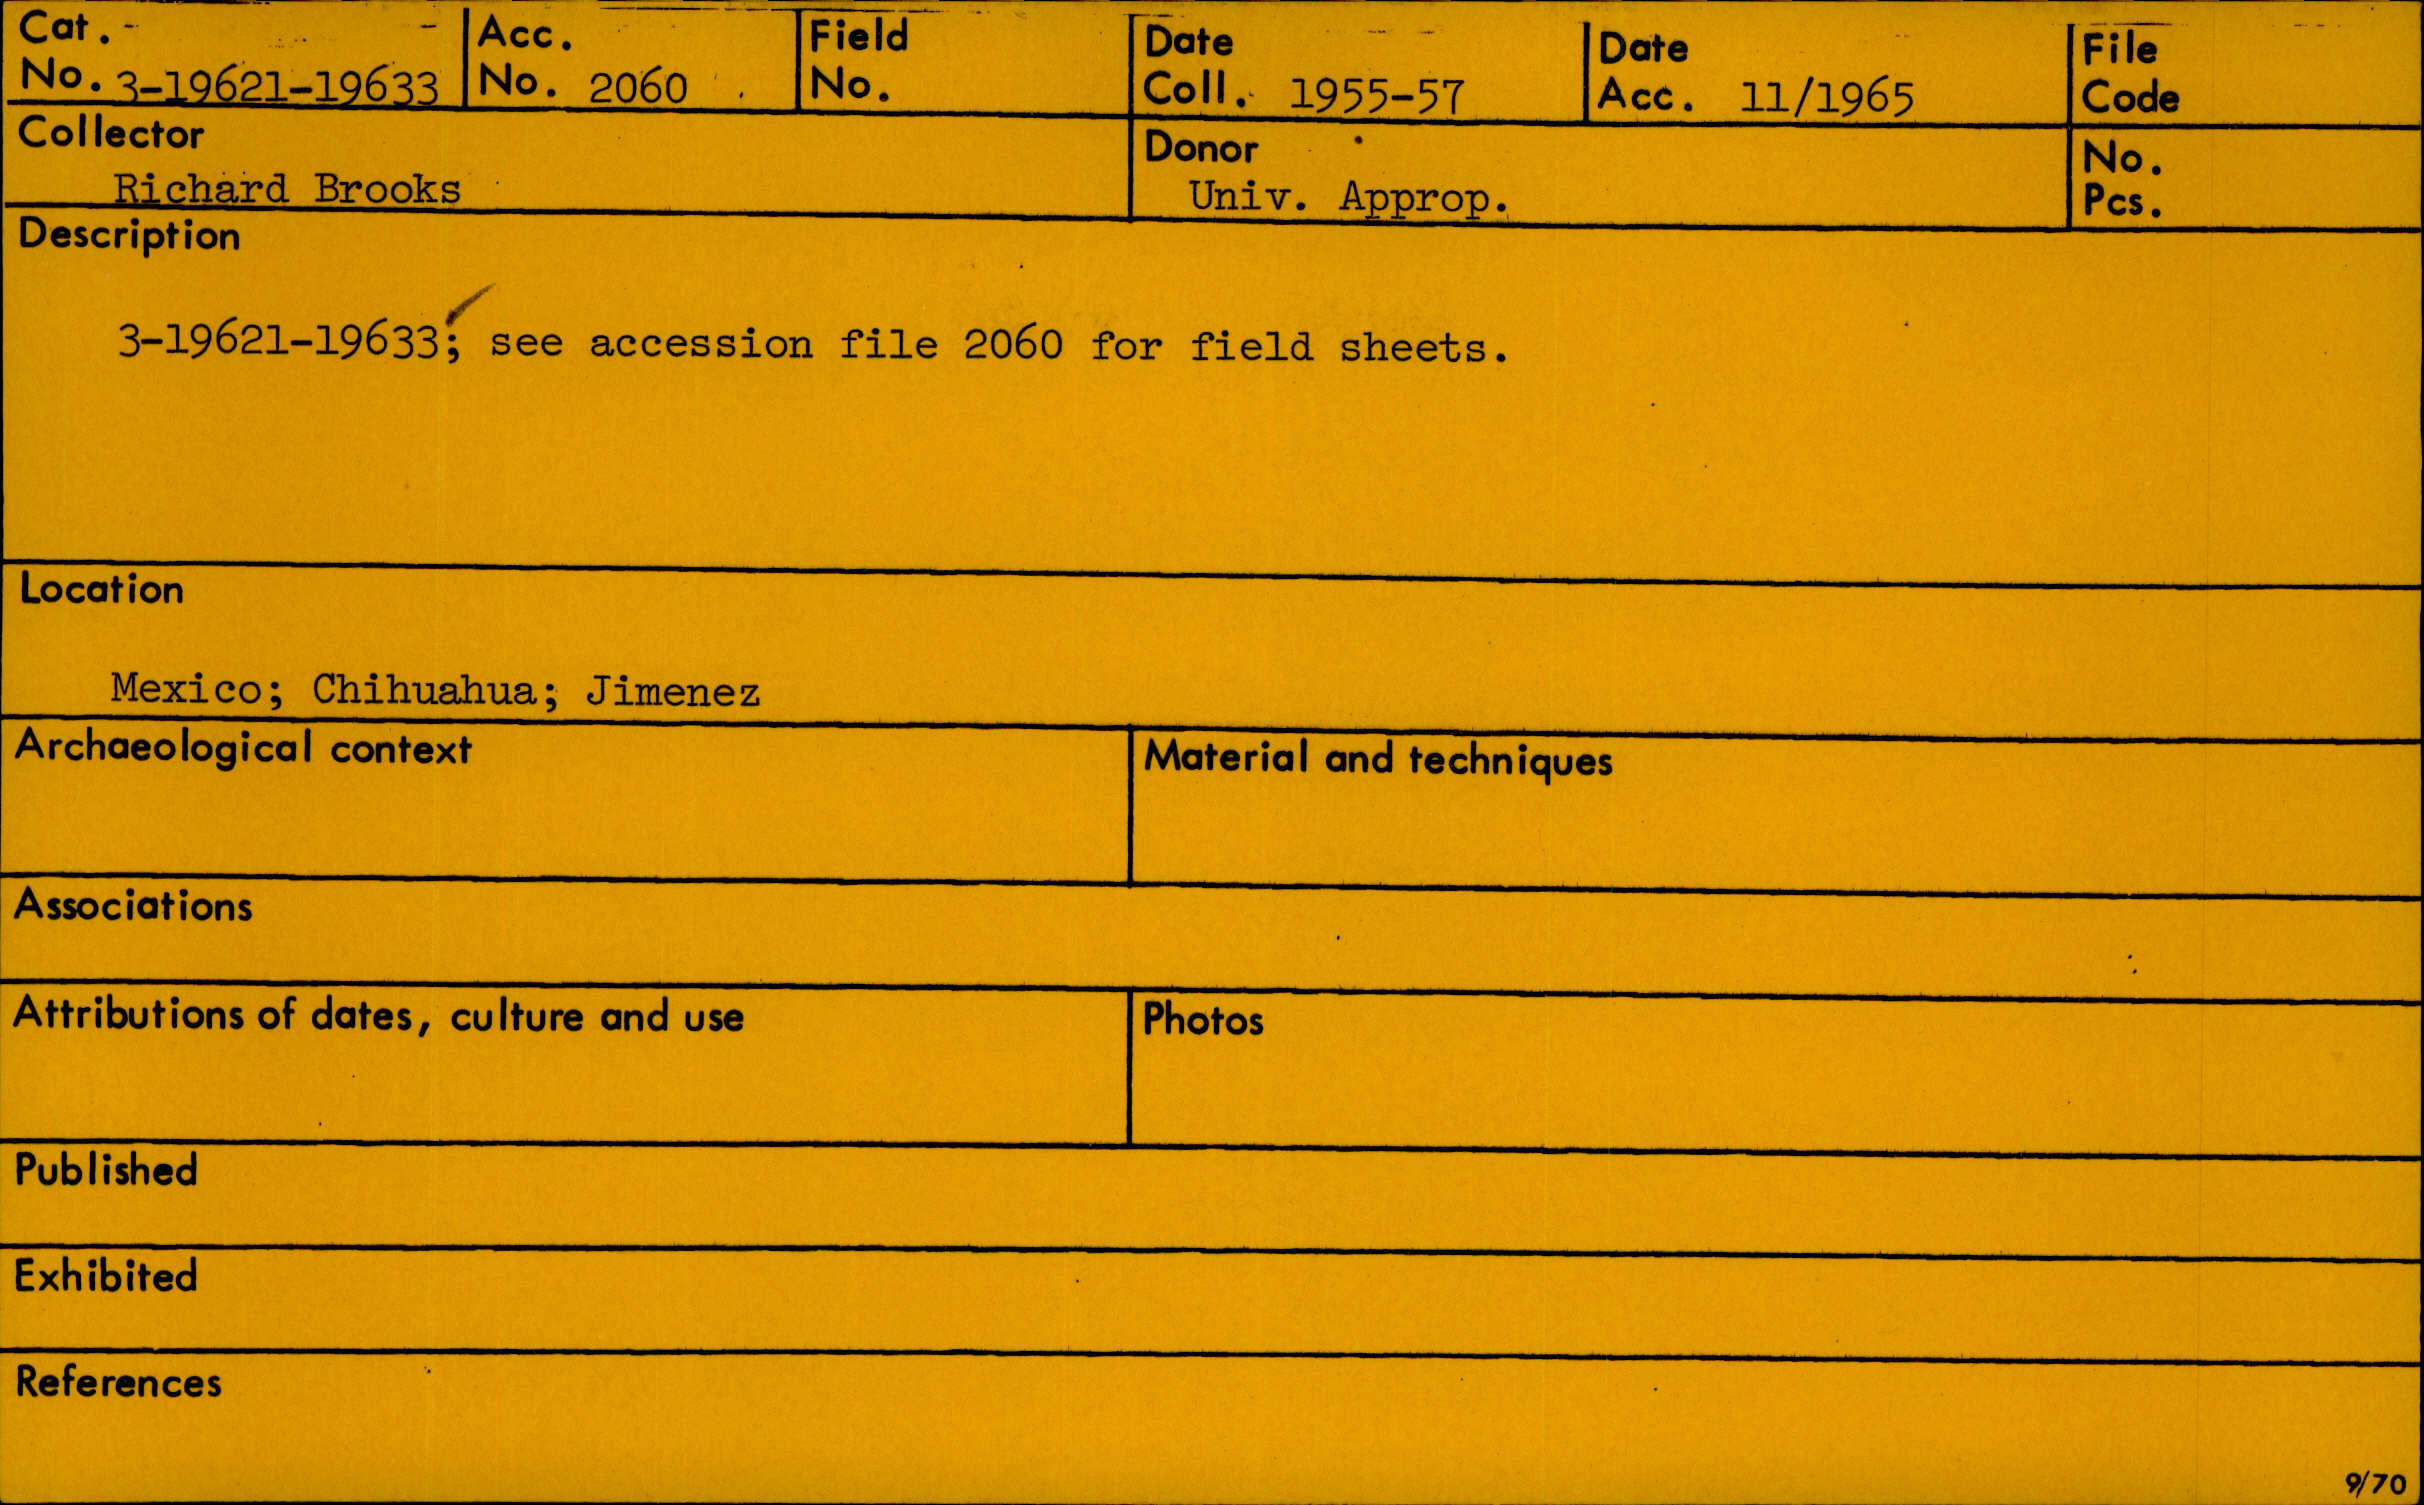 Cat. No. 3-19621-19633
Acc. No. 2060
Field No.
Date Coll. 1955-57
Date Acc. 11/1965
File Code
Collector
Richard Brooks
Donor
Univ. Approp.
No. Pcs.
Description
3-19621-19633; see accession file 2060 for field sheets.
Location
Mexico; Chihuahua; Jimenez
Archaeological context
Material and techniques
Associations
Attributions of dates, culture and use
Photos
Published
Exhibited
References
9/70